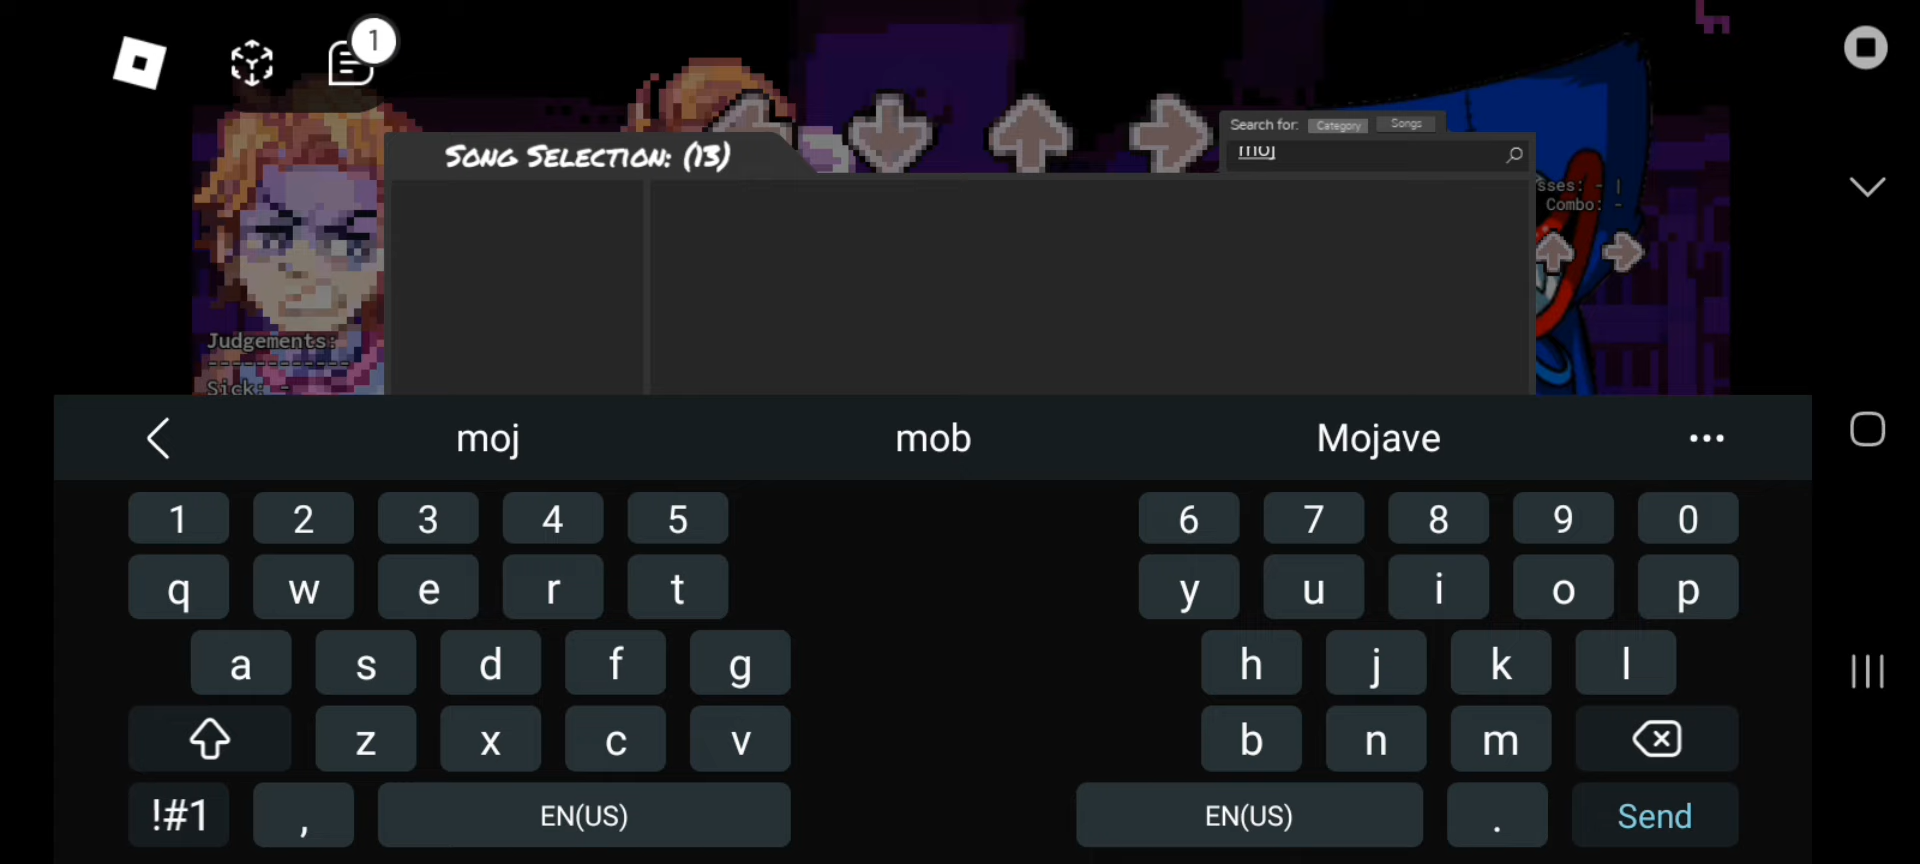 1
Search for: Category Songs
Song Selection: (13)
moj
sses: - |
Combo: -
Judgements:
------------
Sick: -
moj mob Mojave
1 2 3 4 5 6 7 8 9 0
q w e r t y u i o p
a s d f g h j k l
z x c v b n m
!#1 , EN(US) EN(US) . Send